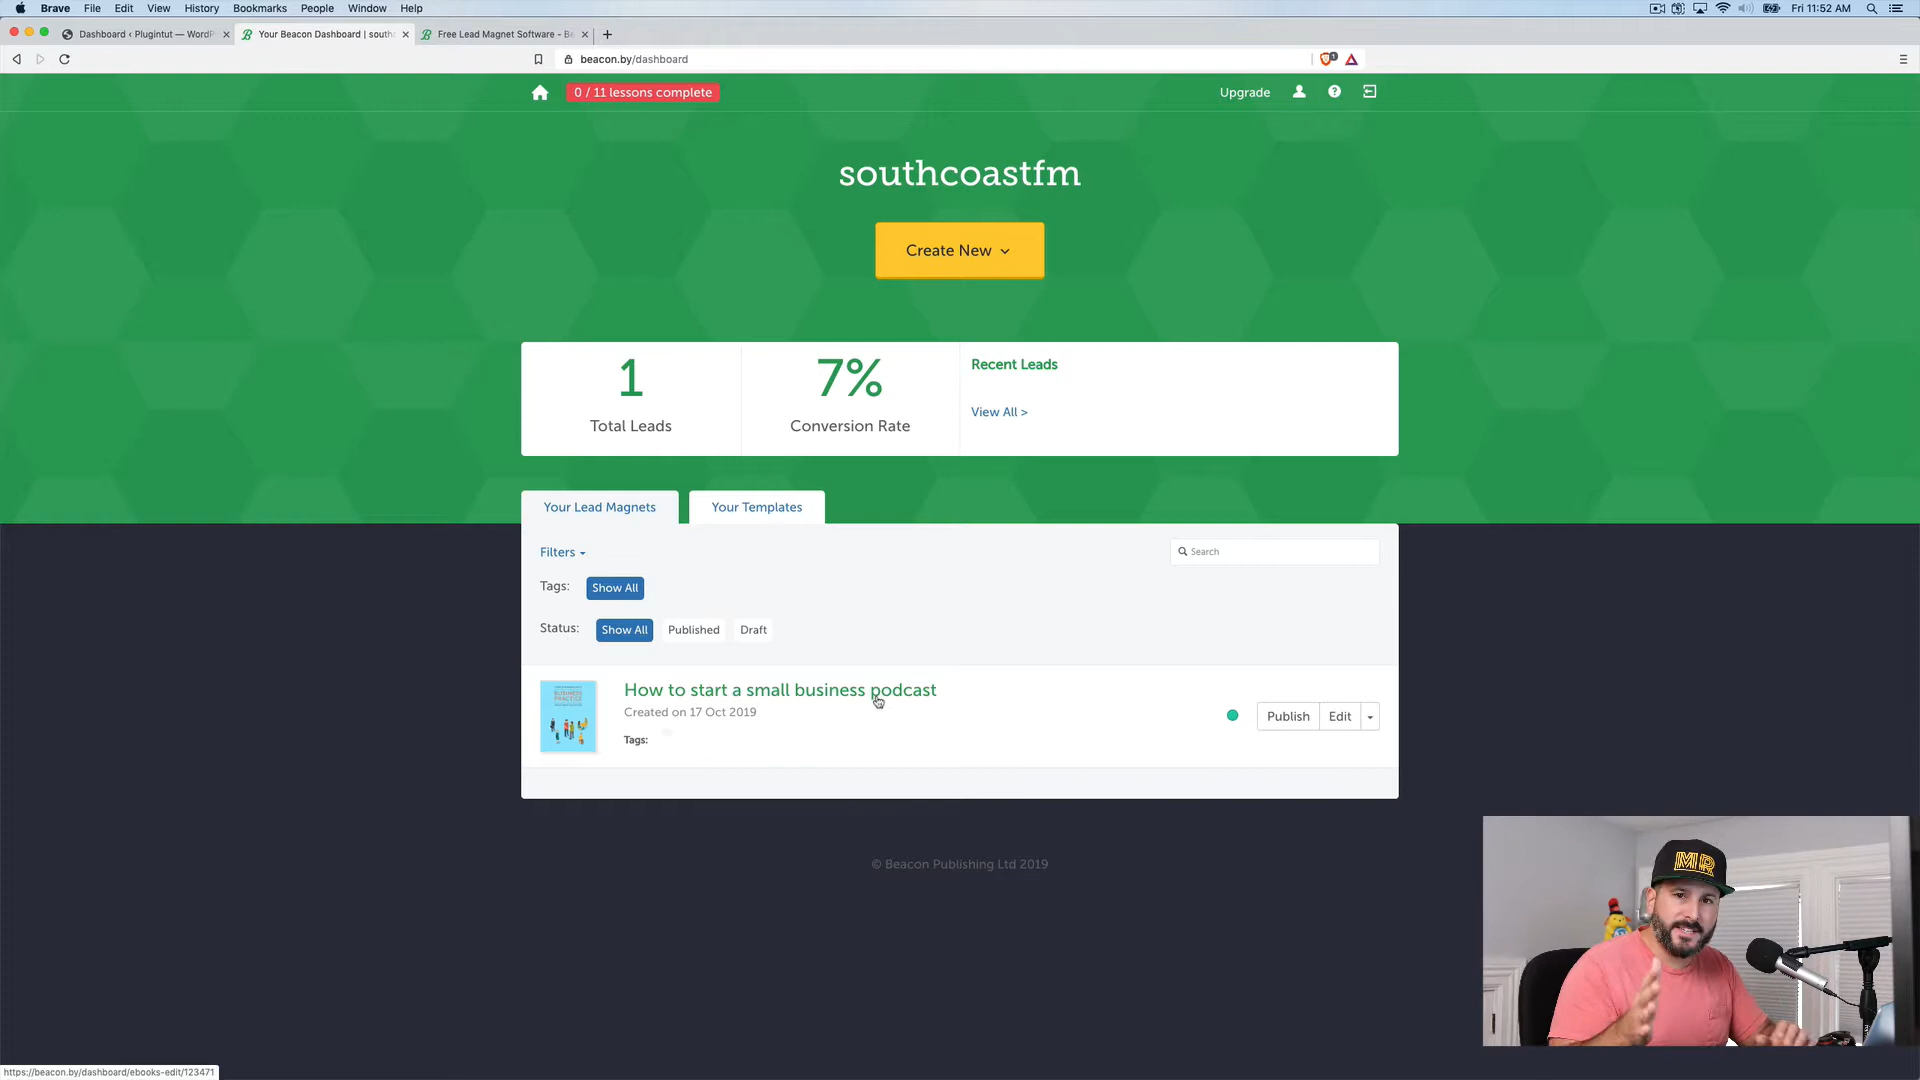 Brave File Edit View History Bookmarks People Window Help
Fri 11:52 AM
Dashboard ‹ Plugintut — WordP
Your Beacon Dashboard | south
Free Lead Magnet Software - Be
beacon.by/dashboard
0 / 11 lessons complete
Upgrade
southcoastfm
Create New
1
Total Leads
7%
Conversion Rate
Recent Leads
View All >
Your Lead Magnets
Your Templates
Filters
Search
Tags: Show All
Status: Show All Published Draft
BUSINESS
PRACTICE
How to start a small business podcast
Created on 17 Oct 2019
Tags:
Publish Edit
© Beacon Publishing Ltd 2019
MR
https://beacon.by/dashboard/ebooks-edit/123471